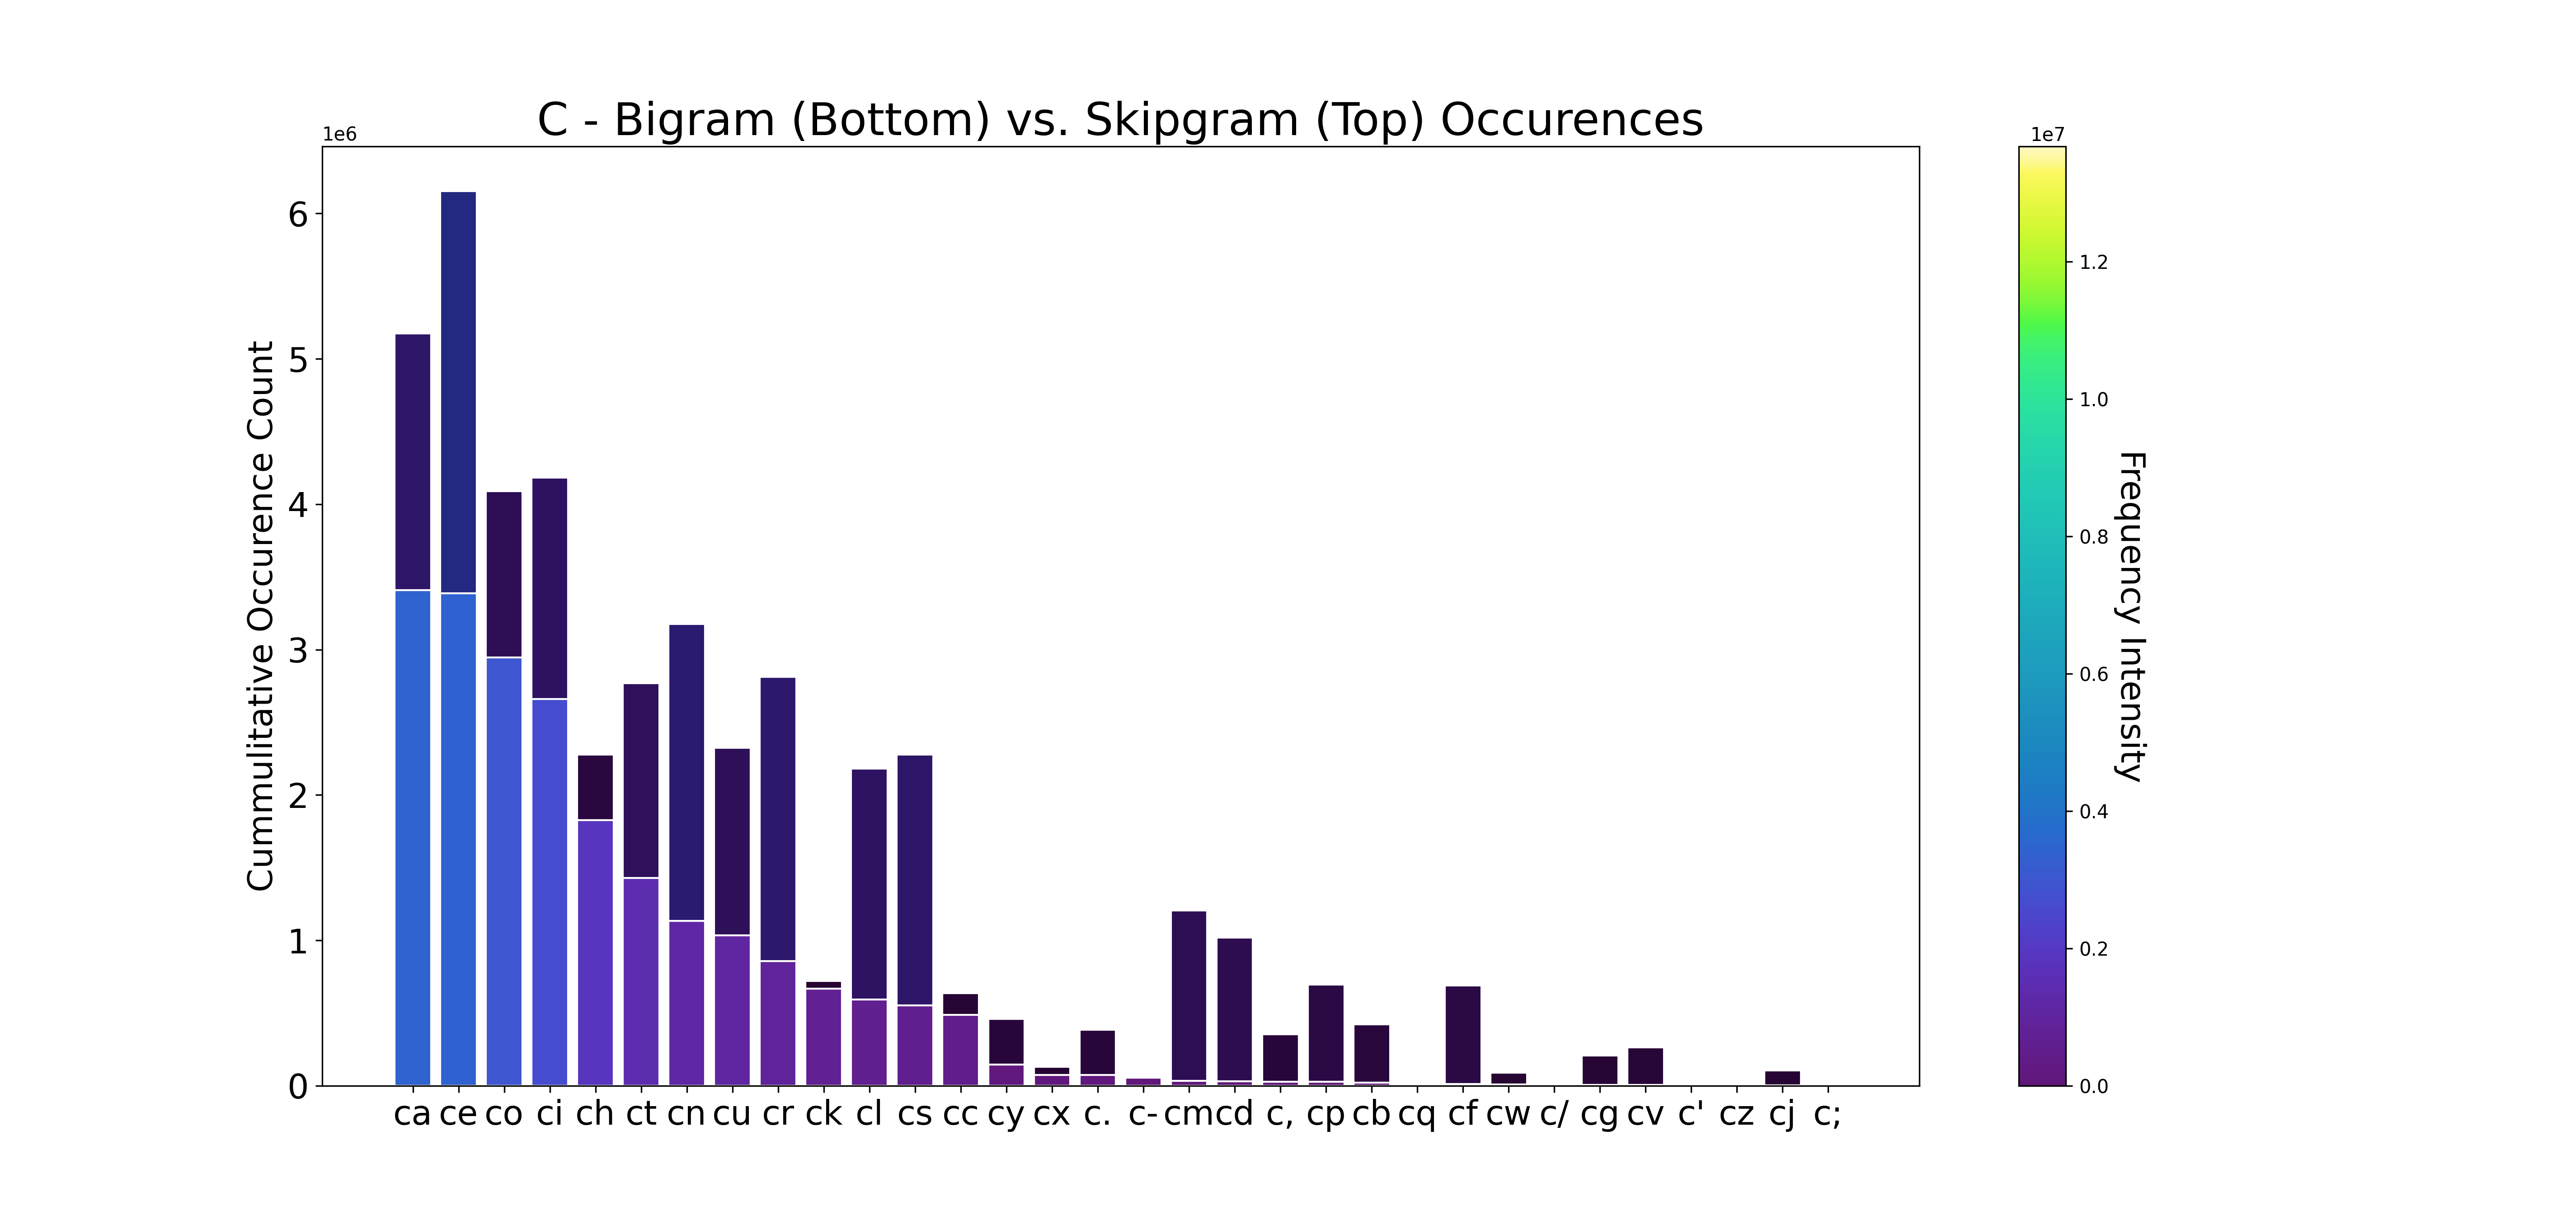 C - Bigram (Bottom) vs. Skipgram (Top) Occurences
1e6
1e7
Cummulitative Occurence Count
6
5
4
3
2
1
0
ca ce co ci ch ct cn cu cr ck cl cs cc cy cx c. c- cm cd c, cp cb cq cf cw c/ cg cv c' cz cj c;
1.2
1.0
0.8
0.6
0.4
0.2
0.0
Frequency Intensity